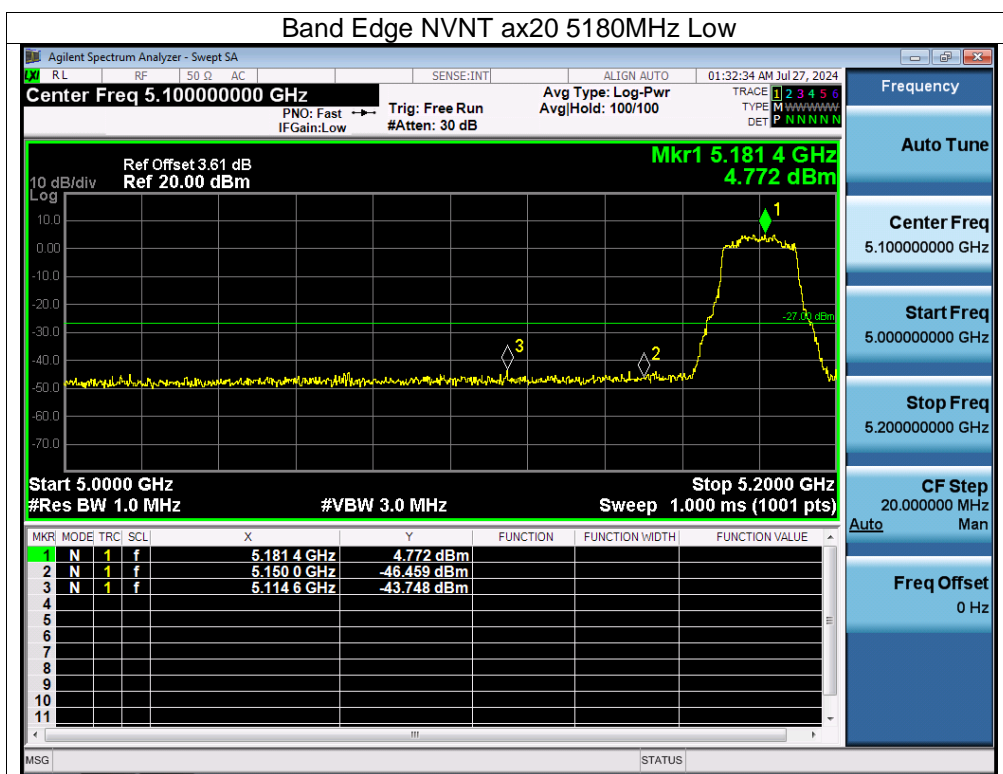 Band Edge NVNT ax20 5180MHz Low
Agilent Spectrum Analyzer - Swept SA
LXI RL RF 50 Ω AC SENSE:INT ALIGN AUTO 01:32:34 AM Jul 27, 2024
Center Freq 5.100000000 GHz
PNO: Fast
IFGain:Low
Trig: Free Run
#Atten: 30 dB
Avg Type: Log-Pwr
Avg|Hold: 100/100
TRACE 1 2 3 4 5 6
TYPE M WWWWW
DET P NNNNN
Ref Offset 3.61 dB
Ref 20.00 dBm
10 dB/div
Log
Mkr1 5.181 4 GHz
4.772 dBm
10.0
0.00
-10.0
-20.0
-30.0
-40.0
-50.0
-60.0
-70.0
1
-27.00 dBm
3
2
Start 5.0000 GHz
Stop 5.2000 GHz
#Res BW 1.0 MHz
#VBW 3.0 MHz
Sweep 1.000 ms (1001 pts)
MKR MODE TRC SCL X Y FUNCTION FUNCTION WIDTH FUNCTION VALUE
1 N 1 f 5.181 4 GHz 4.772 dBm
2 N 1 f 5.150 0 GHz -46.459 dBm
3 N 1 f 5.114 6 GHz -43.748 dBm
4
5
6
7
8
9
10
11
MSG
STATUS
Frequency
Auto Tune
Center Freq
5.100000000 GHz
Start Freq
5.000000000 GHz
Stop Freq
5.200000000 GHz
CF Step
20.000000 MHz
Auto Man
Freq Offset
0 Hz